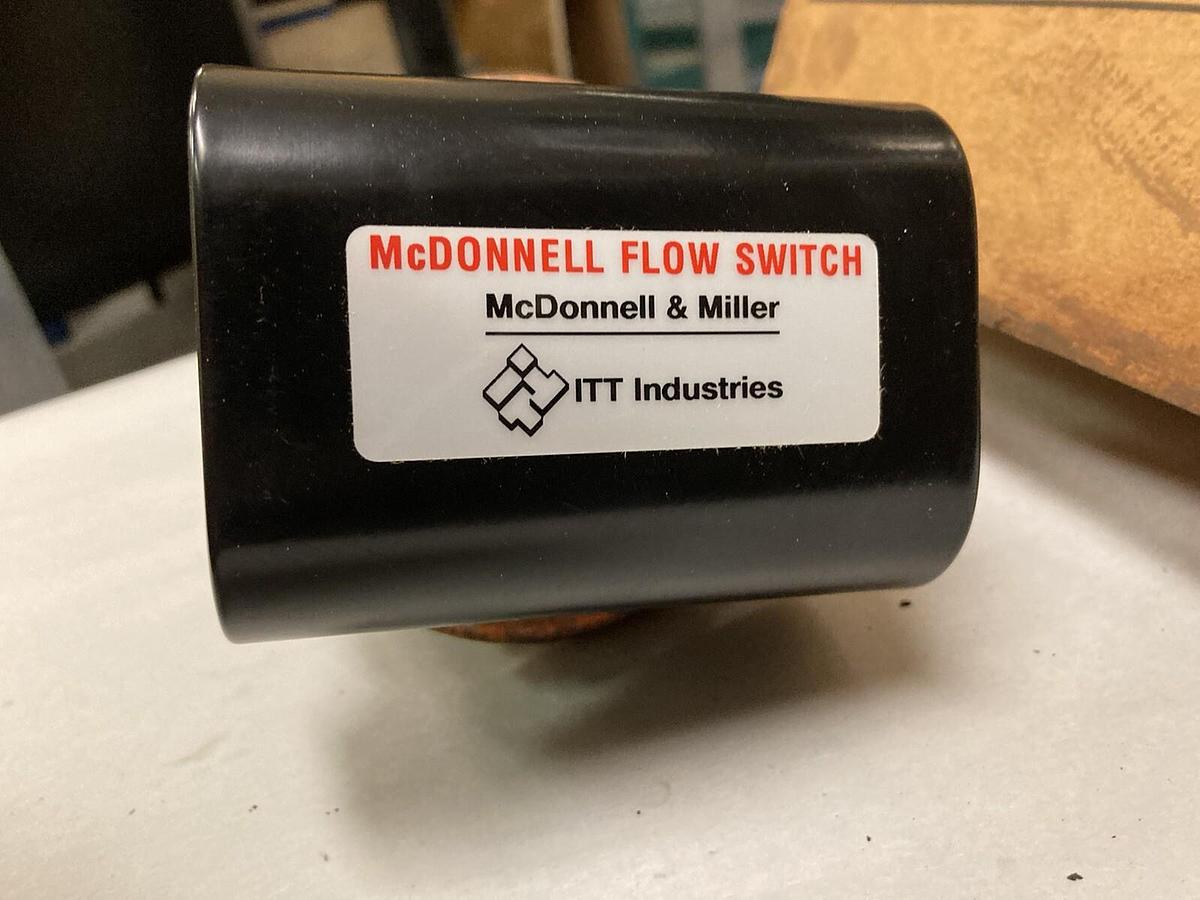 McDONNELL FLOW SWITCH
McDonnell & Miller
ITT Industries